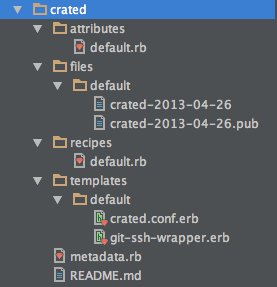 crated
attributes
default.rb
files
default
crated-2013-04-26
crated-2013-04-26.pub
recipes
default.rb
templates
default
crated.conf.erb
git-ssh-wrapper.erb
metadata.rb
README.md